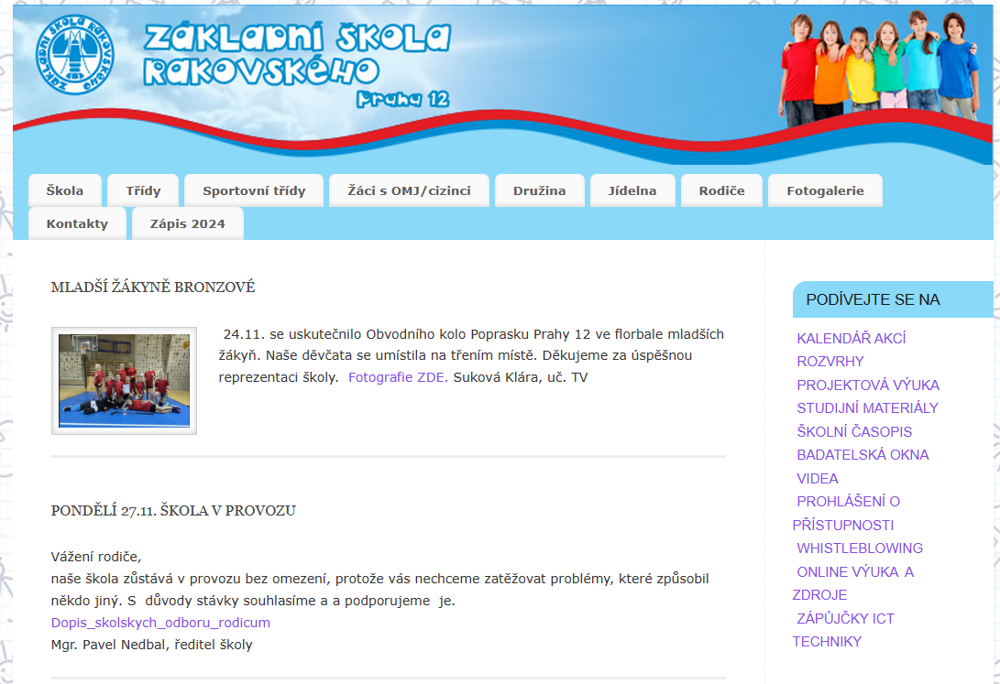 ZÁKLADNÍ ŠKOLA RAKOVSKÉHO
ZÁKLADNÍ ŠKOLA
RAKOVSKÉHO
Praha 12
Škola
Třídy
Sportovní třídy
Žáci s OMJ/cizinci
Družina
Jídelna
Rodiče
Fotogalerie
Kontakty
Zápis 2024
MLADŠÍ ŽÁKYNĚ BRONZOVÉ
24.11. se uskutečnilo Obvodního kolo Poprasku Prahy 12 ve florbale mladších
žákyň. Naše děvčata se umístila na třením místě. Děkujeme za úspěšnou
reprezentaci školy.  Fotografie ZDE. Suková Klára, uč. TV
PONDĚLÍ 27.11. ŠKOLA V PROVOZU
Vážení rodiče,
naše škola zůstává v provozu bez omezení, protože vás nechceme zatěžovat problémy, které způsobil
někdo jiný. S  důvody stávky souhlasíme a a podporujeme  je.
Dopis_skolskych_odboru_rodicum
Mgr. Pavel Nedbal, ředitel školy
PODÍVEJTE SE NA
KALENDÁŘ AKCÍ
ROZVRHY
PROJEKTOVÁ VÝUKA
STUDIJNÍ MATERIÁLY
ŠKOLNÍ ČASOPIS
BADATELSKÁ OKNA
VIDEA
PROHLÁŠENÍ O
PŘÍSTUPNOSTI
WHISTLEBLOWING
ONLINE VÝUKA  A
ZDROJE
ZÁPŮJČKY ICT
TECHNIKY